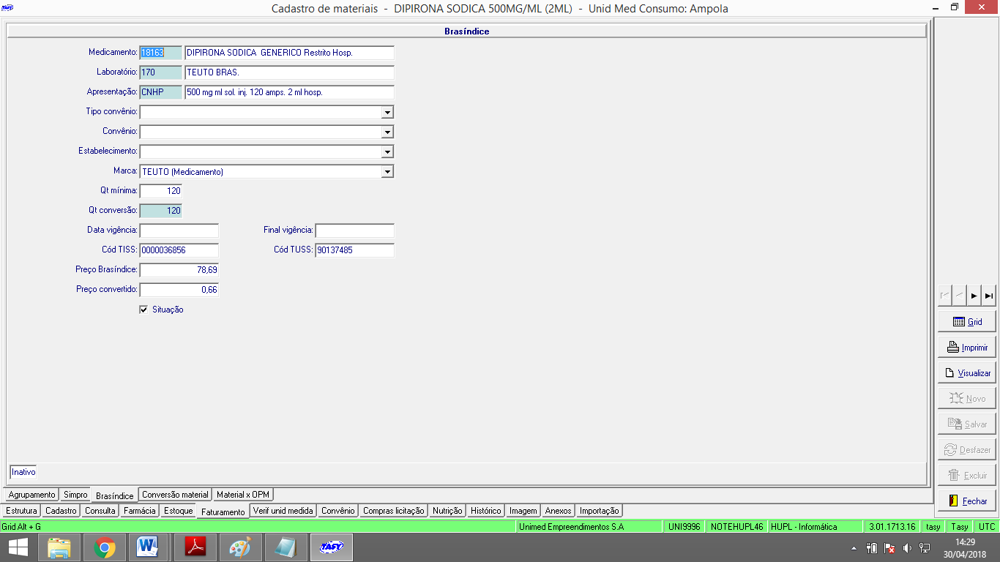 TASY Cadastro de materiais - DIPIRONA SODICA 500MG/ML (2ML) - Unid Med Consumo: Ampola
Brasíndice
Medicamento: 18163 DIPIRONA SODICA GENERICO Restrito Hosp.
Laboratório: 170 TEUTO BRAS.
Apresentação: CNHP 500 mg ml sol. inj. 120 amps. 2 ml hosp.
Tipo convênio:
Convênio:
Estabelecimento:
Marca: TEUTO (Medicamento)
Qt mínima: 120
Qt conversão: 120
Data vigência: Final vigência:
Cód TISS: 0000036856 Cód TUSS: 90137485
Preço Brasíndice: 78,69
Preço convertido: 0,66
Situação
Grid
Imprimir
Visualizar
Novo
Salvar
Desfazer
Excluir
Fechar
Inativo
Agrupamento Simpro Brasíndice Conversão material Material x OPM
Estrutura Cadastro Consulta Farmácia Estoque Faturamento Verif unid medida Convênio Compras licitação Nutrição Histórico Imagem Anexos Importação
Grid Alt + G Unimed Empreendimentos S.A UNI9996 NOTEHUPL46 HUPL - Informática 3.01.1713.16 tasy Tasy UTC
TASY 14:29
30/04/2018